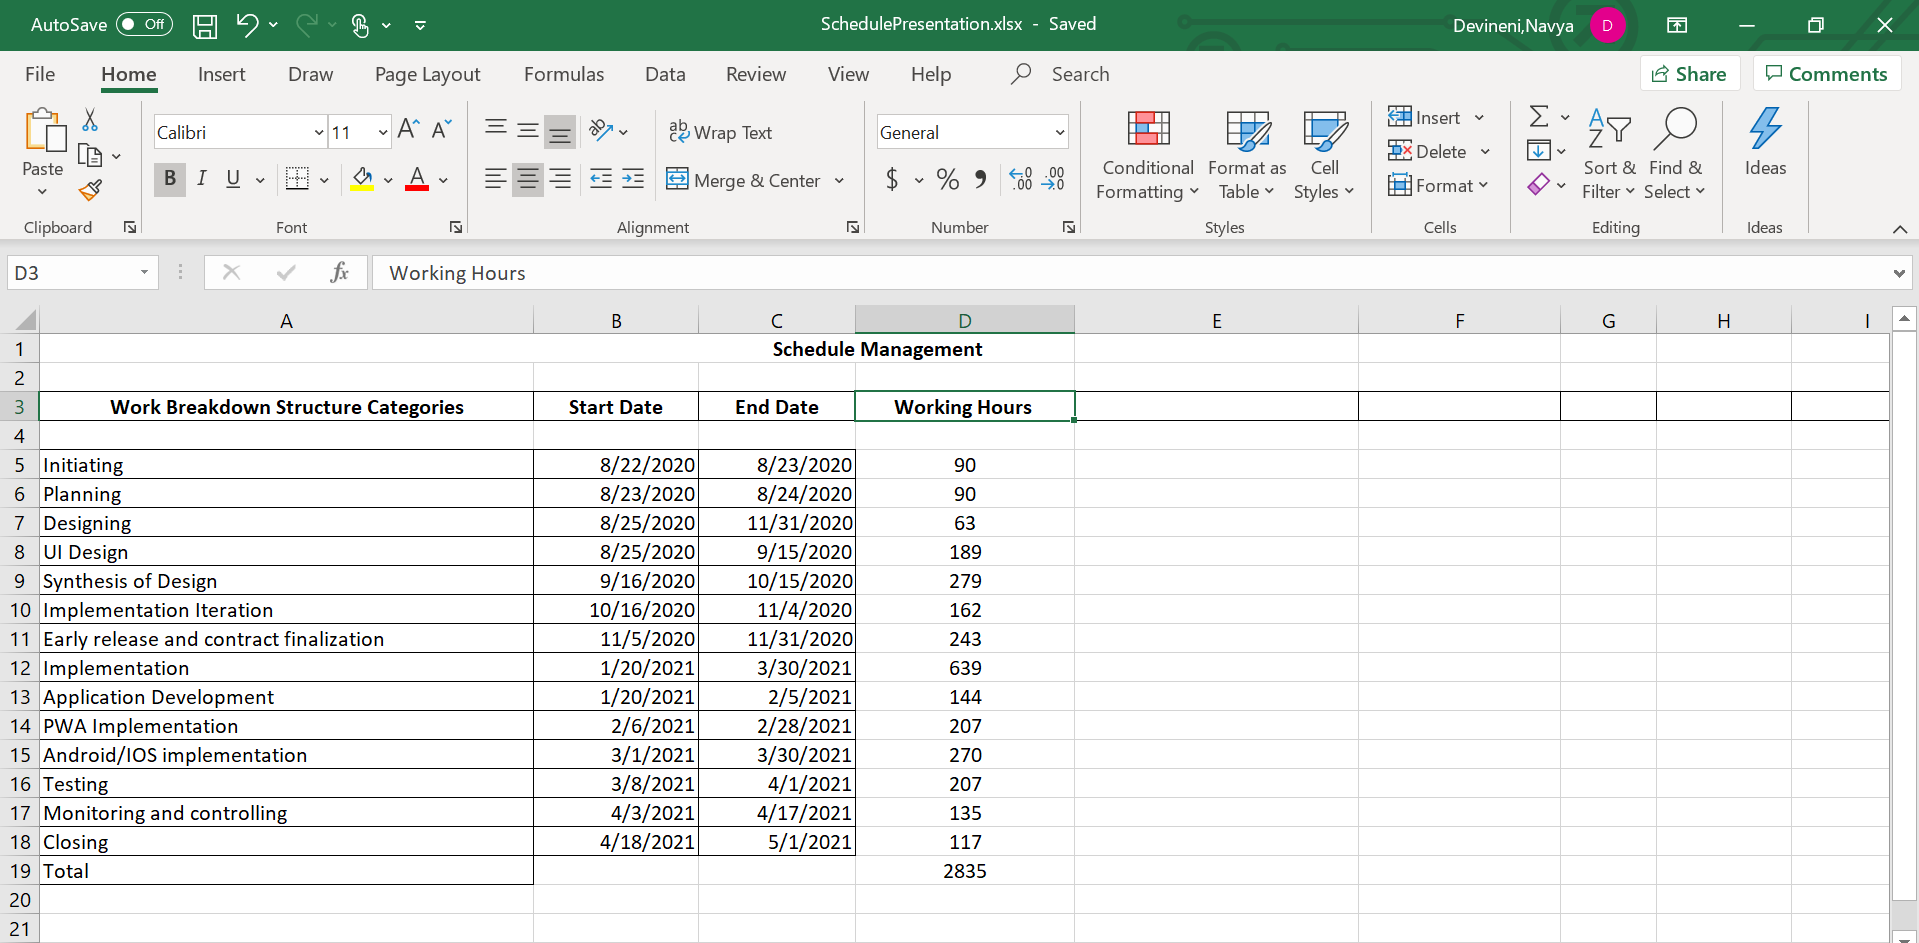 AutoSave Off SchedulePresentation.xlsx - Saved Devineni,Navya D
File Home Insert Draw Page Layout Formulas Data Review View Help Search Share Comments
Paste
Clipboard
Calibri 11
B I U A
Font
ab Wrap Text
Merge & Center
Alignment
General
$ % 9 .00 .0
Number
Conditional Formatting
Format as Table
Cell Styles
Styles
Insert
Delete
Format
Cells
Sort & Filter
Find & Select
Editing
Ideas
Ideas
D3 fx Working Hours
A B C D E F G H I
1 Schedule Management
2
3 Work Breakdown Structure Categories Start Date End Date Working Hours
4
5 Initiating 8/22/2020 8/23/2020 90
6 Planning 8/23/2020 8/24/2020 90
7 Designing 8/25/2020 11/31/2020 63
8 UI Design 8/25/2020 9/15/2020 189
9 Synthesis of Design 9/16/2020 10/15/2020 279
10 Implementation Iteration 10/16/2020 11/4/2020 162
11 Early release and contract finalization 11/5/2020 11/31/2020 243
12 Implementation 1/20/2021 3/30/2021 639
13 Application Development 1/20/2021 2/5/2021 144
14 PWA Implementation 2/6/2021 2/28/2021 207
15 Android/IOS implementation 3/1/2021 3/30/2021 270
16 Testing 3/8/2021 4/1/2021 207
17 Monitoring and controlling 4/3/2021 4/17/2021 135
18 Closing 4/18/2021 5/1/2021 117
19 Total 2835
20
21